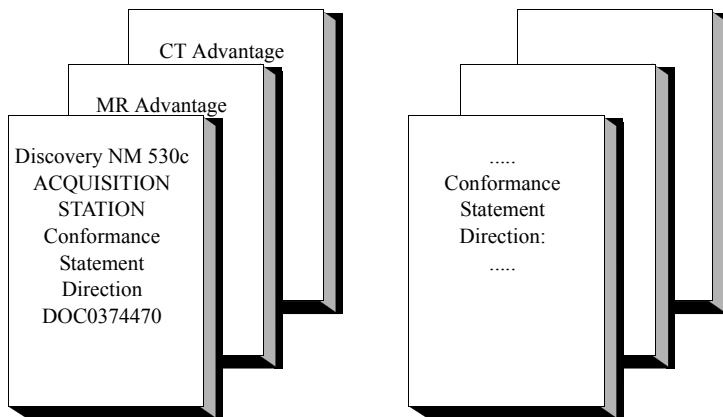 CT Advantage
MR Advantage
Discovery NM 530c
ACQUISITION
STATION
Conformance
Statement
Direction
DOC0374470
.....
Conformance
Statement
Direction:
.....